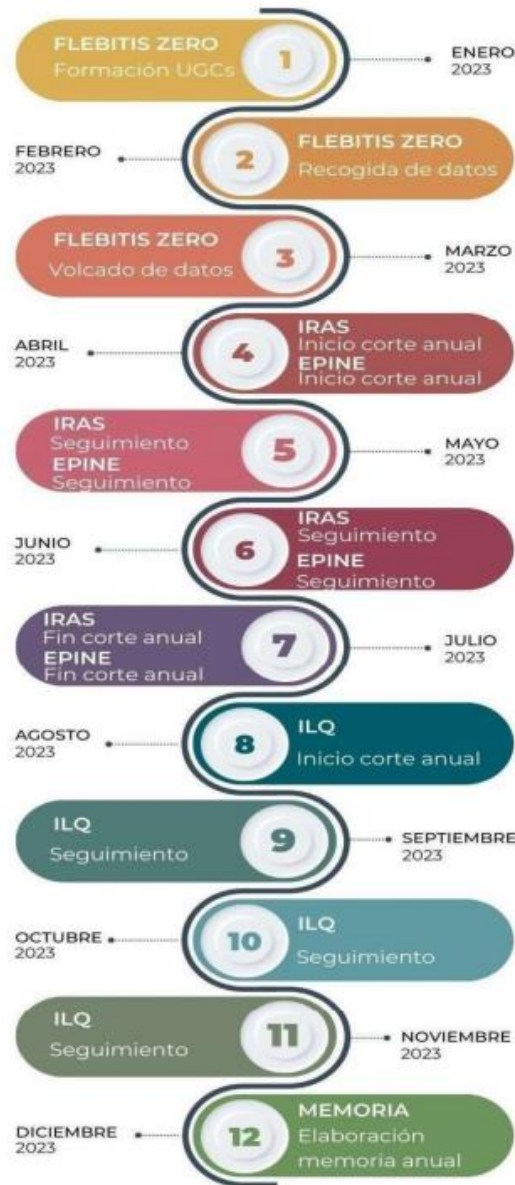 FLEBITIS ZERO
Formación UGCs
1
ENERO
2023
FEBRERO
2023
2
FLEBITIS ZERO
Recogida de datos
FLEBITIS ZERO
Volcado de datos
3
MARZO
2023
ABRIL
2023
4
IRAS
Inicio corte anual
EPINE
Inicio corte anual
IRAS
Seguimiento
EPINE
Seguimiento
5
MAYO
2023
JUNIO
2023
6
IRAS
Seguimiento
EPINE
Seguimiento
IRAS
Fin corte anual
EPINE
Fin corte anual
7
JULIO
2023
AGOSTO
2023
8
ILQ
Inicio corte anual
ILQ
Seguimiento
9
SEPTIEMBRE
2023
OCTUBRE
2023
10
ILQ
Seguimiento
ILQ
Seguimiento
11
NOVIEMBRE
2023
DICIEMBRE
2023
12
MEMORIA
Elaboración
memoria anual